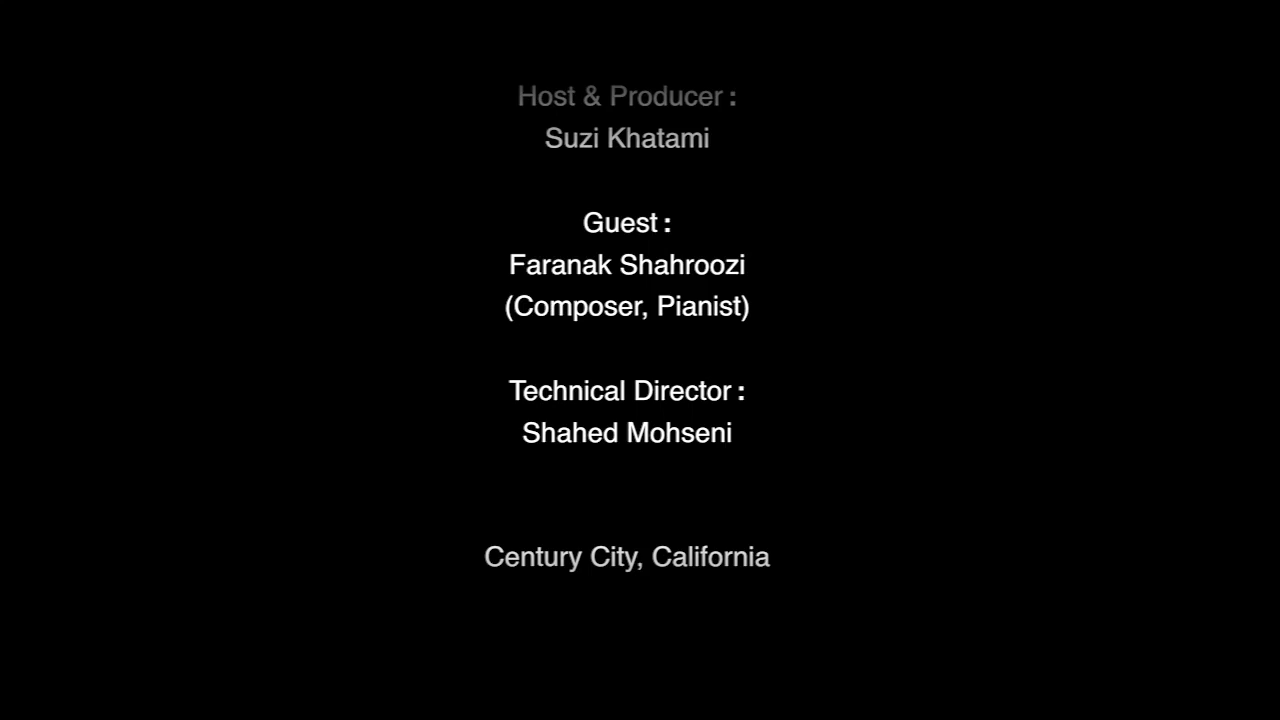 Host & Producer :
Suzi Khatami
Guest :
Faranak Shahroozi
(Composer, Pianist)
Technical Director :
Shahed Mohseni
Century City, California